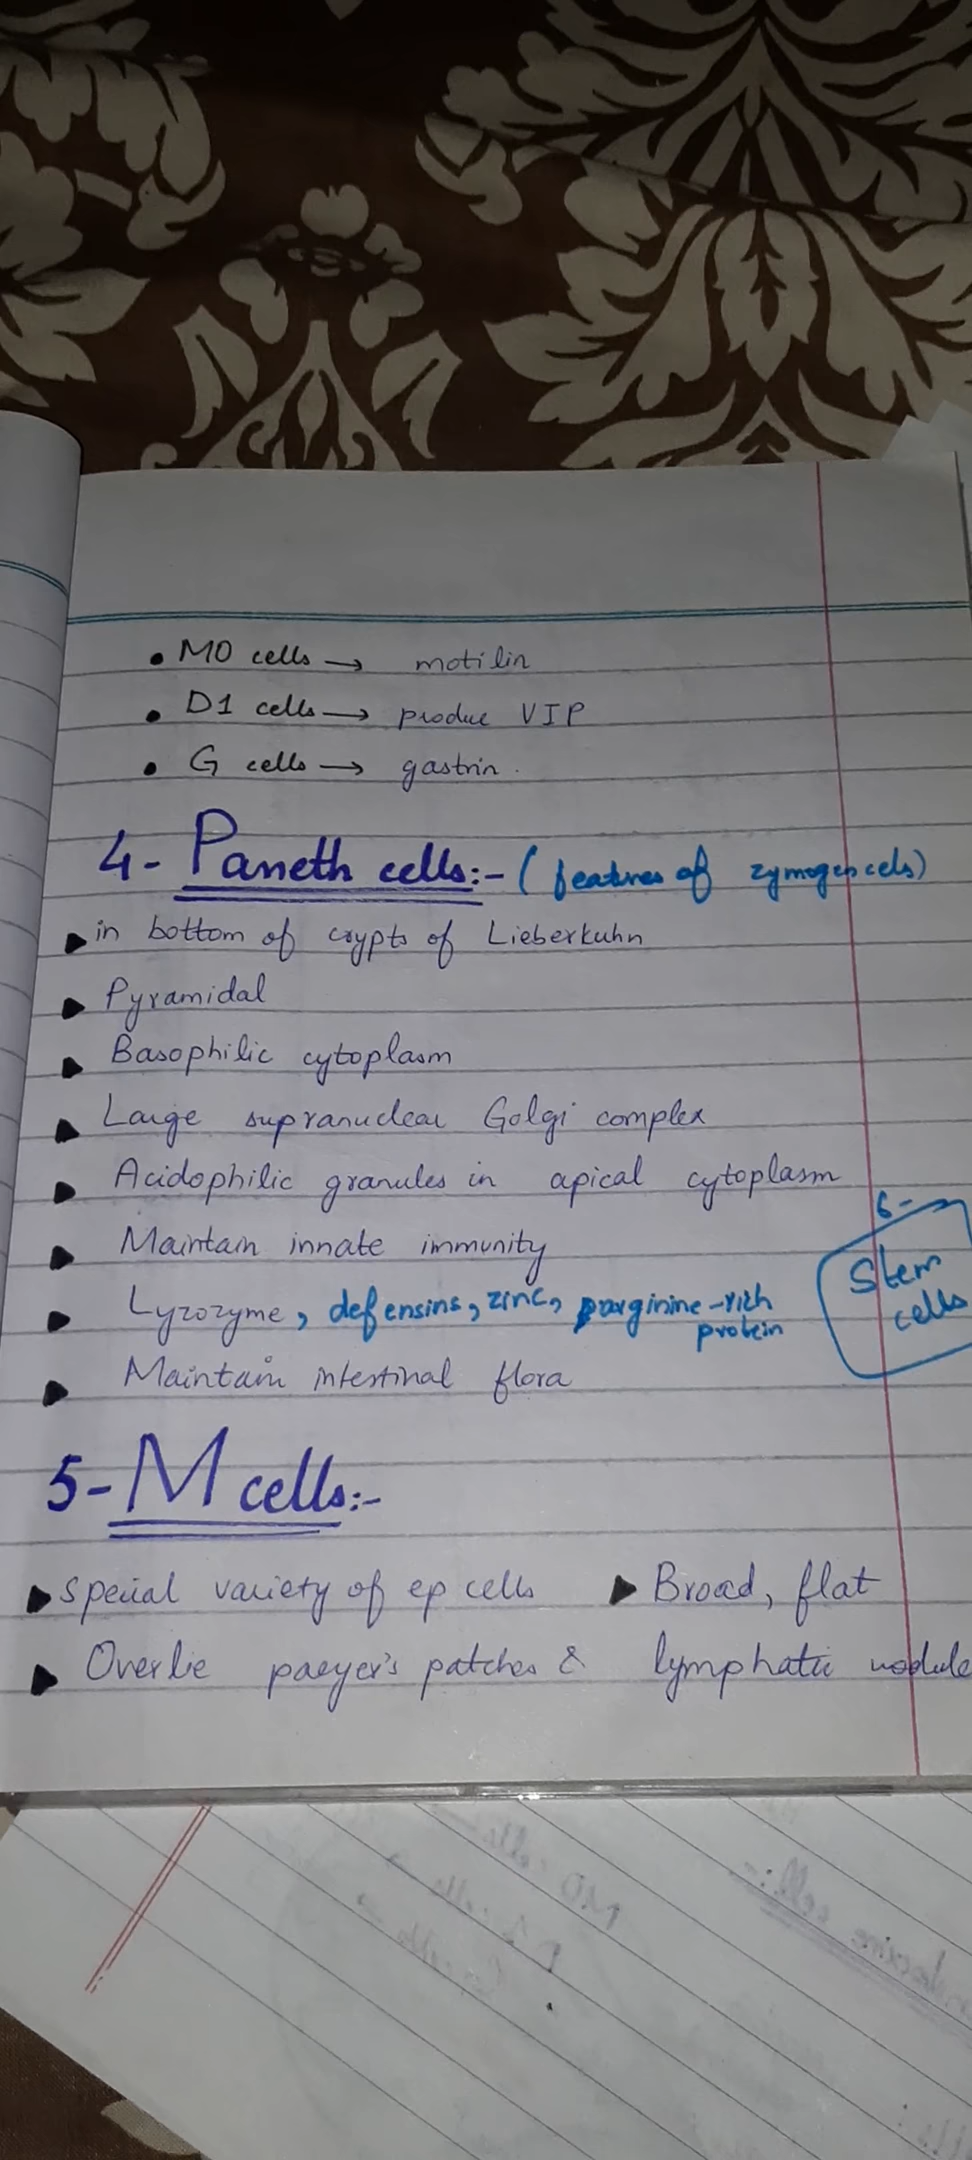 • MO cells → motilin
• D1 cells → produc VIP
• G cells → gastrin.
4- Paneth cells:- (features of zymogen cels)
▶ in bottom of crypts of Lieberkuhn
▶ Pyramidal
▶ Basophilic cytoplasm
▶ Large supranuclear Golgi complex
▶ Acidophilic granules in apical cytoplasm
▶ Maintain innate immunity
▶ Lyzozyme, defensins, zinc, arginine-rich
protein
▶ Maintain intestinal flora
6-
Stem
cells
5- M cells:-
▶ Special variety of ep cells ▶ Broad, flat
▶ Overlie paeyer's patches & lymphatic nodule